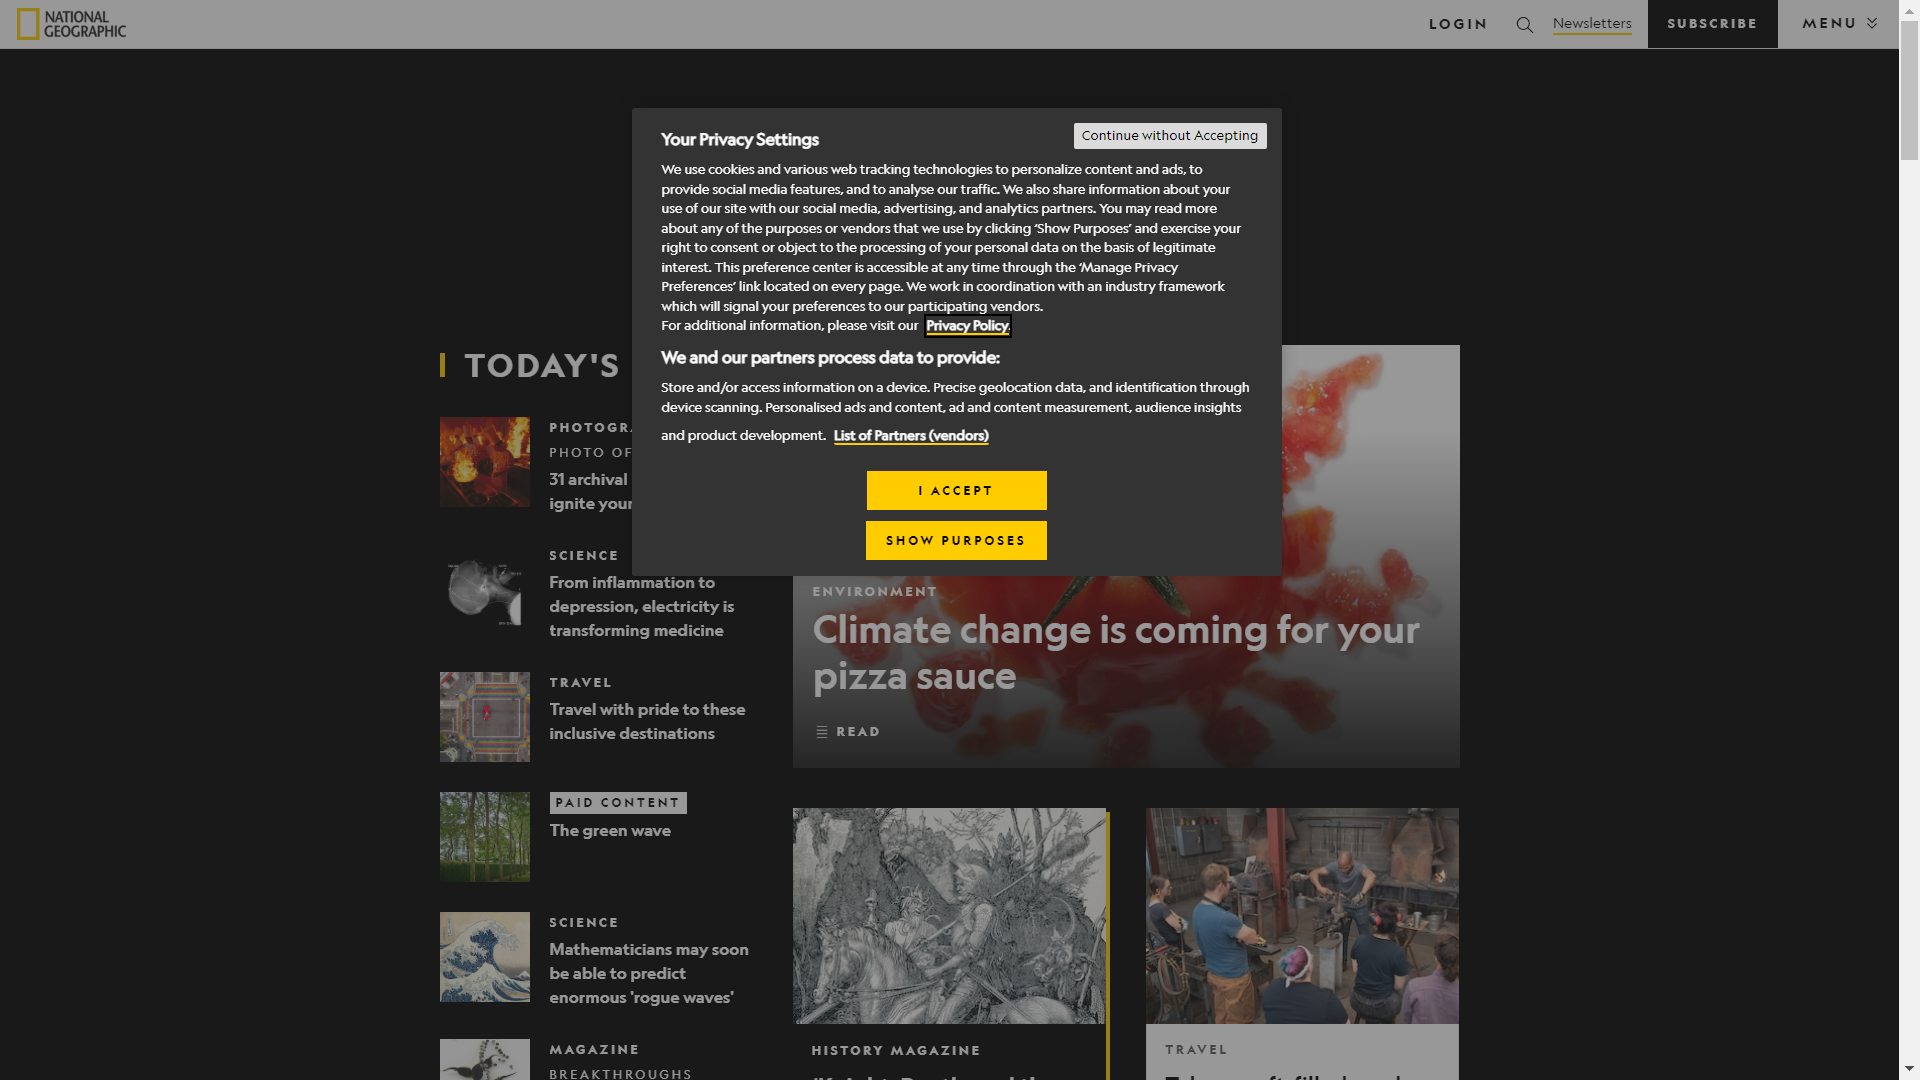 NATIONAL
GEOGRAPHIC
LOGIN
Newsletters
SUBSCRIBE
MENU
Your Privacy Settings
Continue without Accepting
We use cookies and various web tracking technologies to personalize content and ads, to
provide social media features, and to analyse our traffic. We also share information about your
use of our site with our social media, advertising, and analytics partners. You may read more
about any of the purposes or vendors that we use by clicking 'Show Purposes' and exercise your
right to consent or object to the processing of your personal data on the basis of legitimate
interest. This preference center is accessible at any time through the 'Manage Privacy
Preferences' link located on every page. We work in coordination with an industry framework
which will signal your preferences to our participating vendors.
For additional information, please visit our Privacy Policy.
We and our partners process data to provide:
Store and/or access information on a device. Precise geolocation data, and identification through
device scanning. Personalised ads and content, ad and content measurement, audience insights
and product development. List of Partners (vendors)
I ACCEPT
SHOW PURPOSES
TODAY'S
PHOTOGRA
PHOTO OF
31 archival
ignite your
SCIENCE
From inflammation to
depression, electricity is
transforming medicine
TRAVEL
Travel with pride to these
inclusive destinations
PAID CONTENT
The green wave
SCIENCE
Mathematicians may soon
be able to predict
enormous 'rogue waves'
MAGAZINE
BREAKTHROUGHS
ENVIRONMENT
Climate change is coming for your
pizza sauce
READ
HISTORY MAGAZINE
TRAVEL